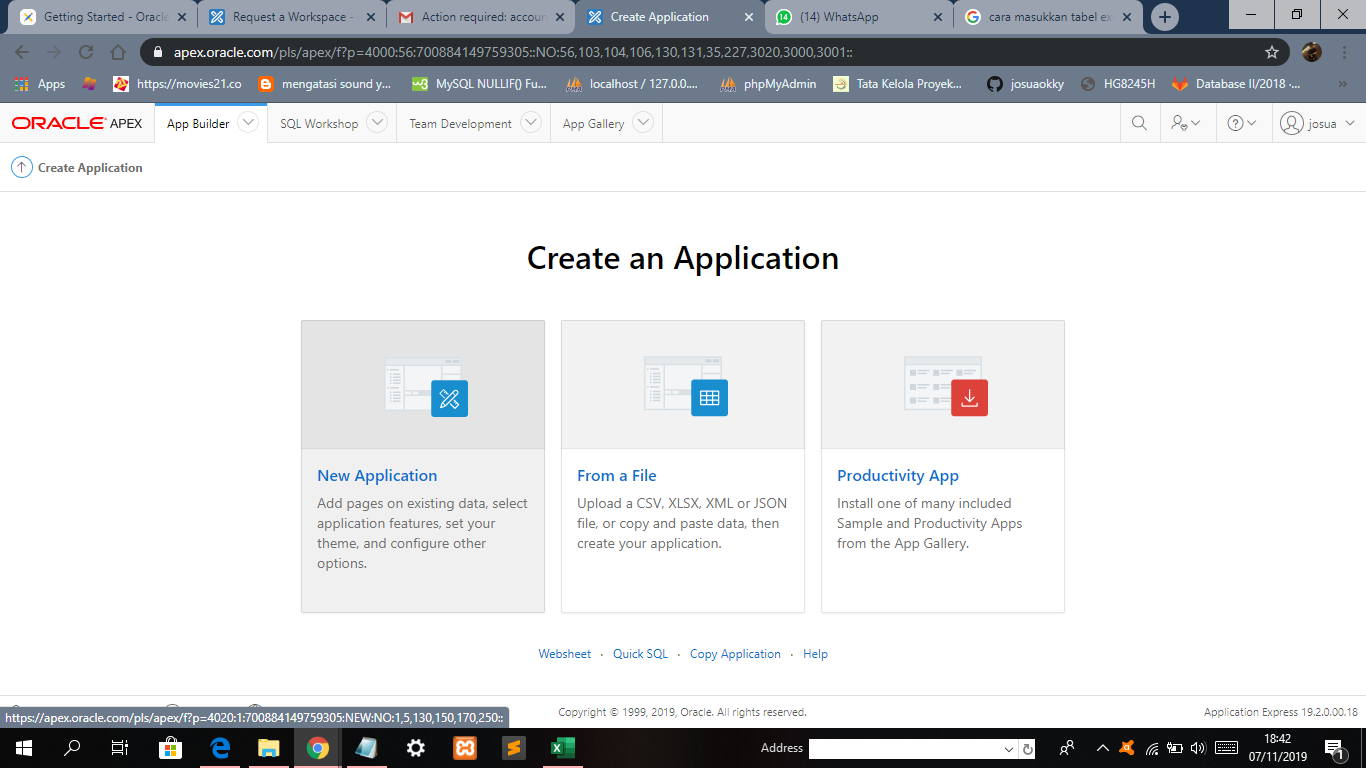 Getting Started - Oracle
Request a Workspace -
Action required: accoun
Create Application
(14) WhatsApp
cara masukkan tabel ex
apex.oracle.com/pls/apex/f?p=4000:56:700884149759305::NO:56,103,104,106,130,131,35,227,3020,3000,3001::
Apps
https://movies21.co
mengatasi sound y...
MySQL NULLIF() Fu...
localhost / 127.0.0....
phpMyAdmin
Tata Kelola Proyek...
josuaokky
HG8245H
Database II/2018 -...
»
ORACLE APEX
App Builder
SQL Workshop
Team Development
App Gallery
josua
Create Application
Create an Application
New Application
Add pages on existing data, select
application features, set your
theme, and configure other
options.
From a File
Upload a CSV, XLSX, XML or JSON
file, or copy and paste data, then
create your application.
Productivity App
Install one of many included
Sample and Productivity Apps
from the App Gallery.
Websheet · Quick SQL · Copy Application · Help
https://apex.oracle.com/pls/apex/f?p=4020:1:700884149759305:NEW:NO:1,5,130,150,170,250::
Copyright © 1999, 2019, Oracle. All rights reserved.
Application Express 19.2.0.00.18
Address
18:42
07/11/2019
1